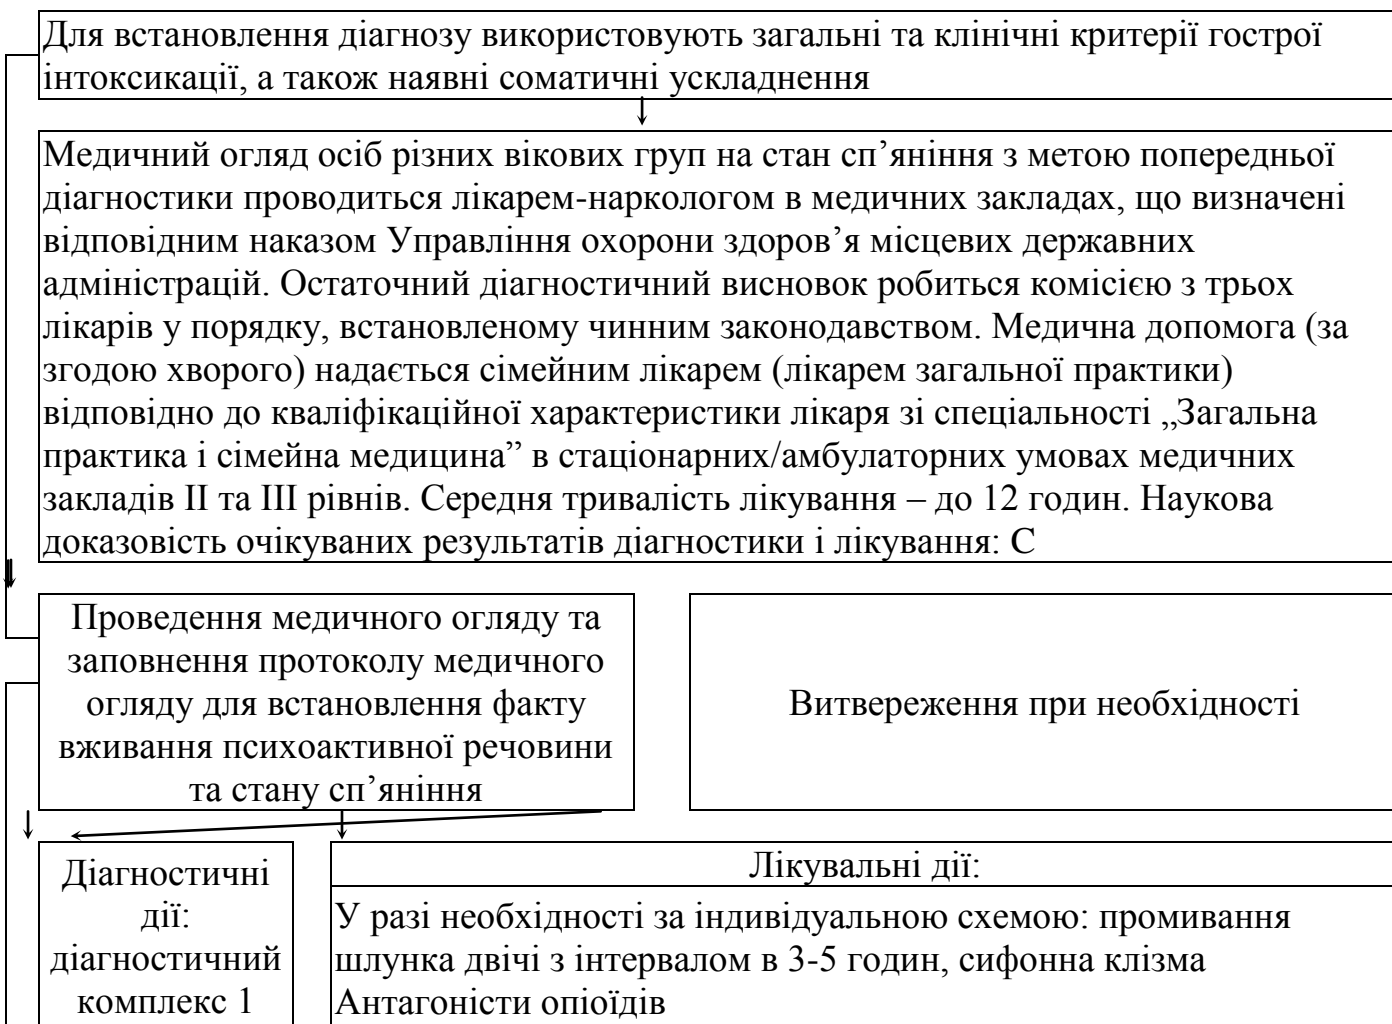 Для встановлення діагнозу використовують загальні та клінічні критерії гострої
інтоксикації, а також наявні соматичні ускладнення
Медичний огляд осіб різних вікових груп на стан сп’яніння з метою попередньої
діагностики проводиться лікарем-наркологом в медичних закладах, що визначені
відповідним наказом Управління охорони здоров’я місцевих державних
адміністрацій. Остаточний діагностичний висновок робиться комісією з трьох
лікарів у порядку, встановленому чинним законодавством. Медична допомога (за
згодою хворого) надається сімейним лікарем (лікарем загальної практики)
відповідно до кваліфікаційної характеристики лікаря зі спеціальності „Загальна
практика і сімейна медицина” в стаціонарних/амбулаторних умовах медичних
закладів II та III рівнів. Середня тривалість лікування – до 12 годин. Наукова
доказовість очікуваних результатів діагностики і лікування: С
Проведення медичного огляду та
заповнення протоколу медичного
огляду для встановлення факту
вживання психоактивної речовини
та стану сп’яніння
Витвереження при необхідності
Діагностичні
дії:
діагностичний
комплекс 1
Лікувальні дії:
У разі необхідності за індивідуальною схемою: промивання
шлунка двічі з інтервалом в 3-5 годин, сифонна клізма
Антагоністи опіоїдів